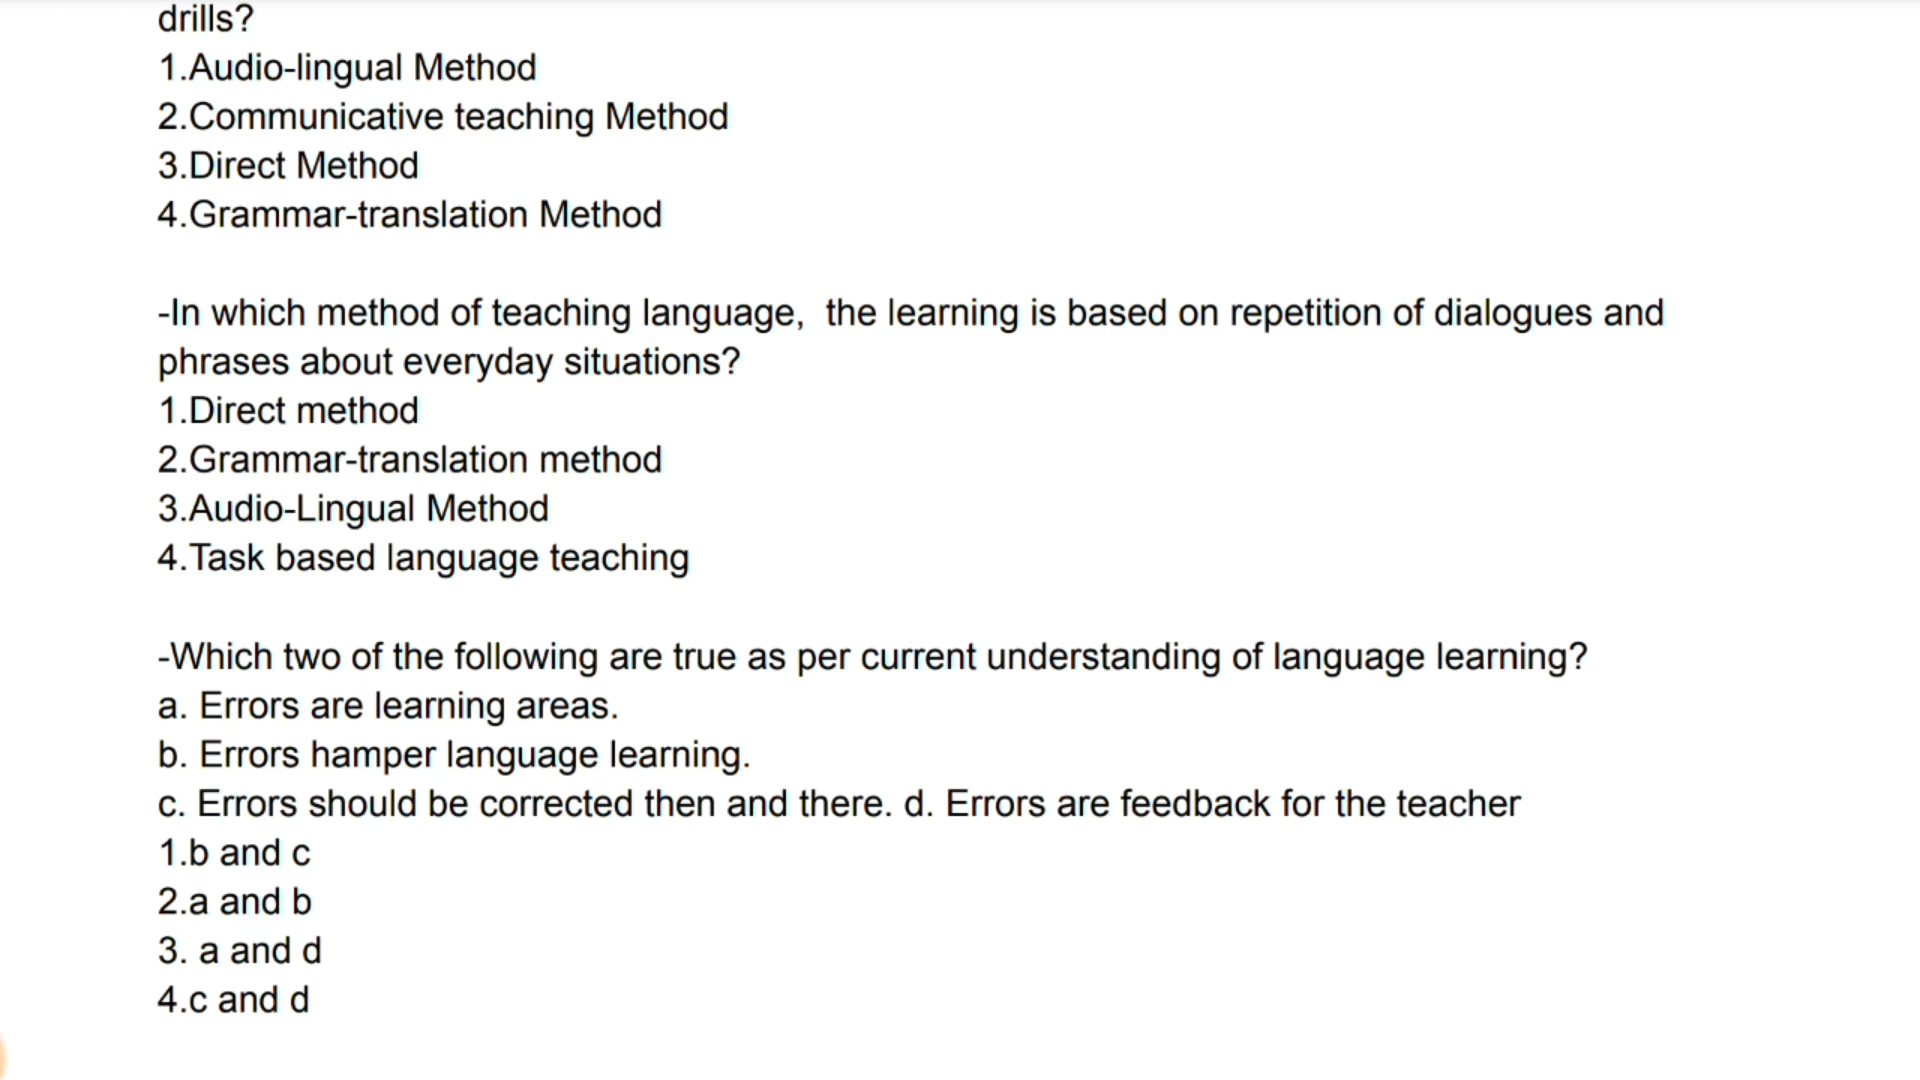 drills?
1.Audio-lingual Method
2.Communicative teaching Method
3.Direct Method
4.Grammar-translation Method
-In which method of teaching language,  the learning is based on repetition of dialogues and
phrases about everyday situations?
1.Direct method
2.Grammar-translation method
3.Audio-Lingual Method
4.Task based language teaching
-Which two of the following are true as per current understanding of language learning?
a. Errors are learning areas.
b. Errors hamper language learning.
c. Errors should be corrected then and there. d. Errors are feedback for the teacher
1.b and c
2.a and b
3. a and d
4.c and d